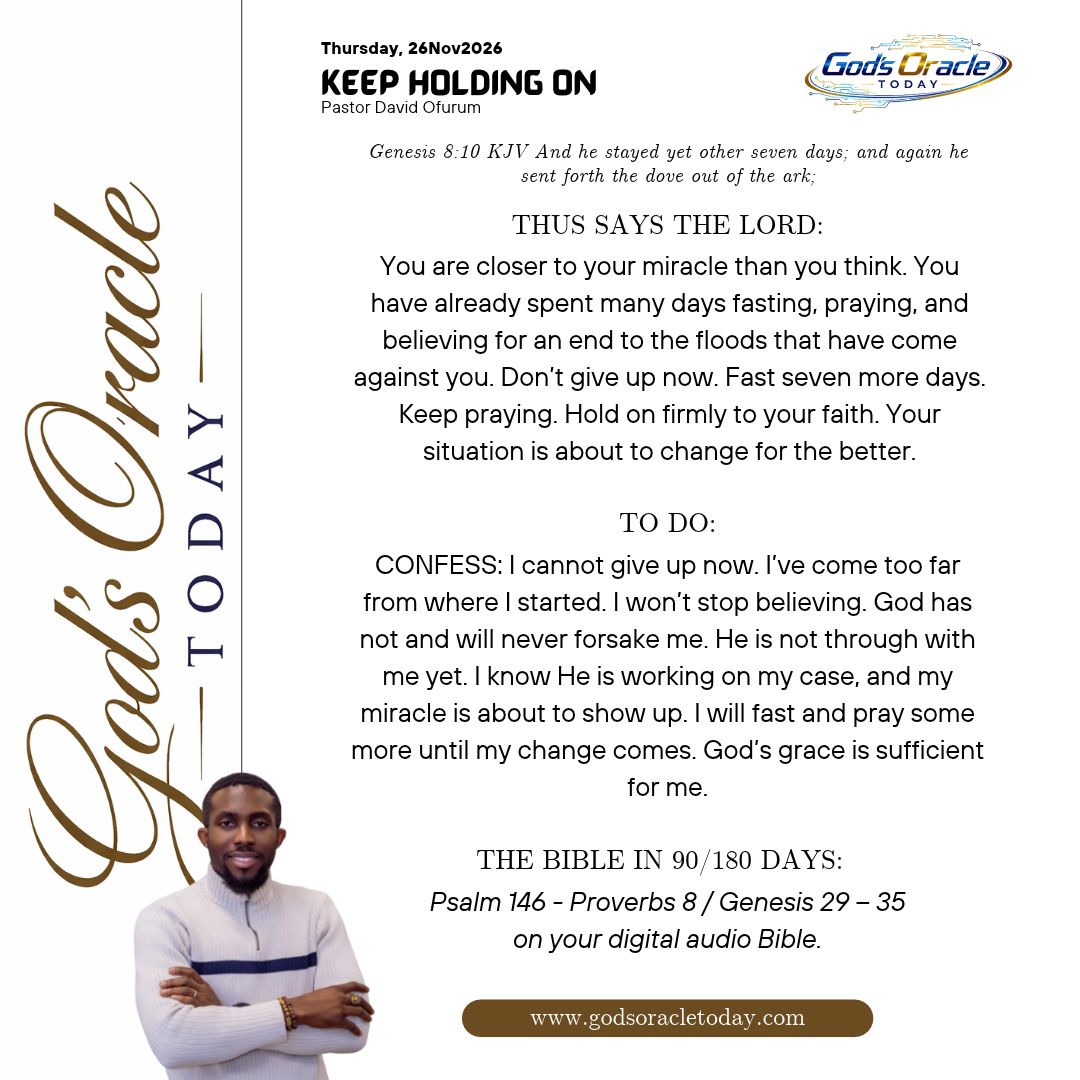 Thursday, 26Nov2026
KEEP HOLDING ON
Pastor David Ofurum
God's Oracle
TODAY
Genesis 8:10 KJV And he stayed yet other seven days; and again he
sent forth the dove out of the ark;
THUS SAYS THE LORD:
You are closer to your miracle than you think. You
have already spent many days fasting, praying, and
believing for an end to the floods that have come
against you. Don't give up now. Fast seven more days.
Keep praying. Hold on firmly to your faith. Your
situation is about to change for the better.
TO DO:
CONFESS: I cannot give up now. I've come too far
from where I started. I won't stop believing. God has
not and will never forsake me. He is not through with
me yet. I know He is working on my case, and my
miracle is about to show up. I will fast and pray some
more until my change comes. God's grace is sufficient
for me.
THE BIBLE IN 90/180 DAYS:
Psalm 146 - Proverbs 8 / Genesis 29 – 35
on your digital audio Bible.
www.godsoracletoday.com
God's Oracle
TODAY